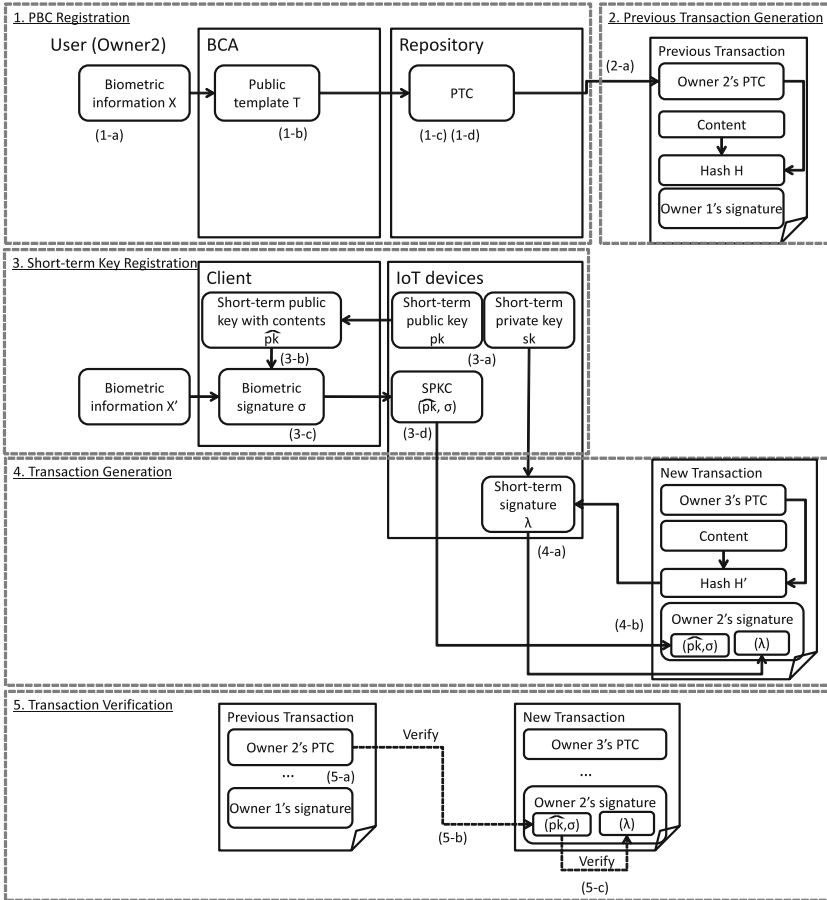 1. PBC Registration
User (Owner2)
BCA
Repository
Biometric
information X
Public
template T
PTC
(1-a)
(1-b)
(1-c) (1-d)
2. Previous Transaction Generation
(2-a)
Previous Transaction
Owner 2's PTC
Content
Hash H
Owner 1's signature
3. Short-term Key Registration
Client
IoT devices
Short-term public
key with contents
p͡k
Short-term
public key
pk
Short-term
private key
sk
(3-a)
(3-b)
Biometric
information X'
Biometric
signature σ
SPKC
(p͡k, σ)
(3-c)
(3-d)
4. Transaction Generation
Short-term
signature
λ
(4-a)
New Transaction
Owner 3's PTC
Content
Hash H'
(4-b)
Owner 2's signature
(p͡k,σ)
(λ)
5. Transaction Verification
Previous Transaction
Owner 2's PTC
...
(5-a)
Owner 1's signature
Verify
(5-b)
New Transaction
Owner 3's PTC
...
Owner 2's signature
(p͡k,σ)
(λ)
Verify
(5-c)